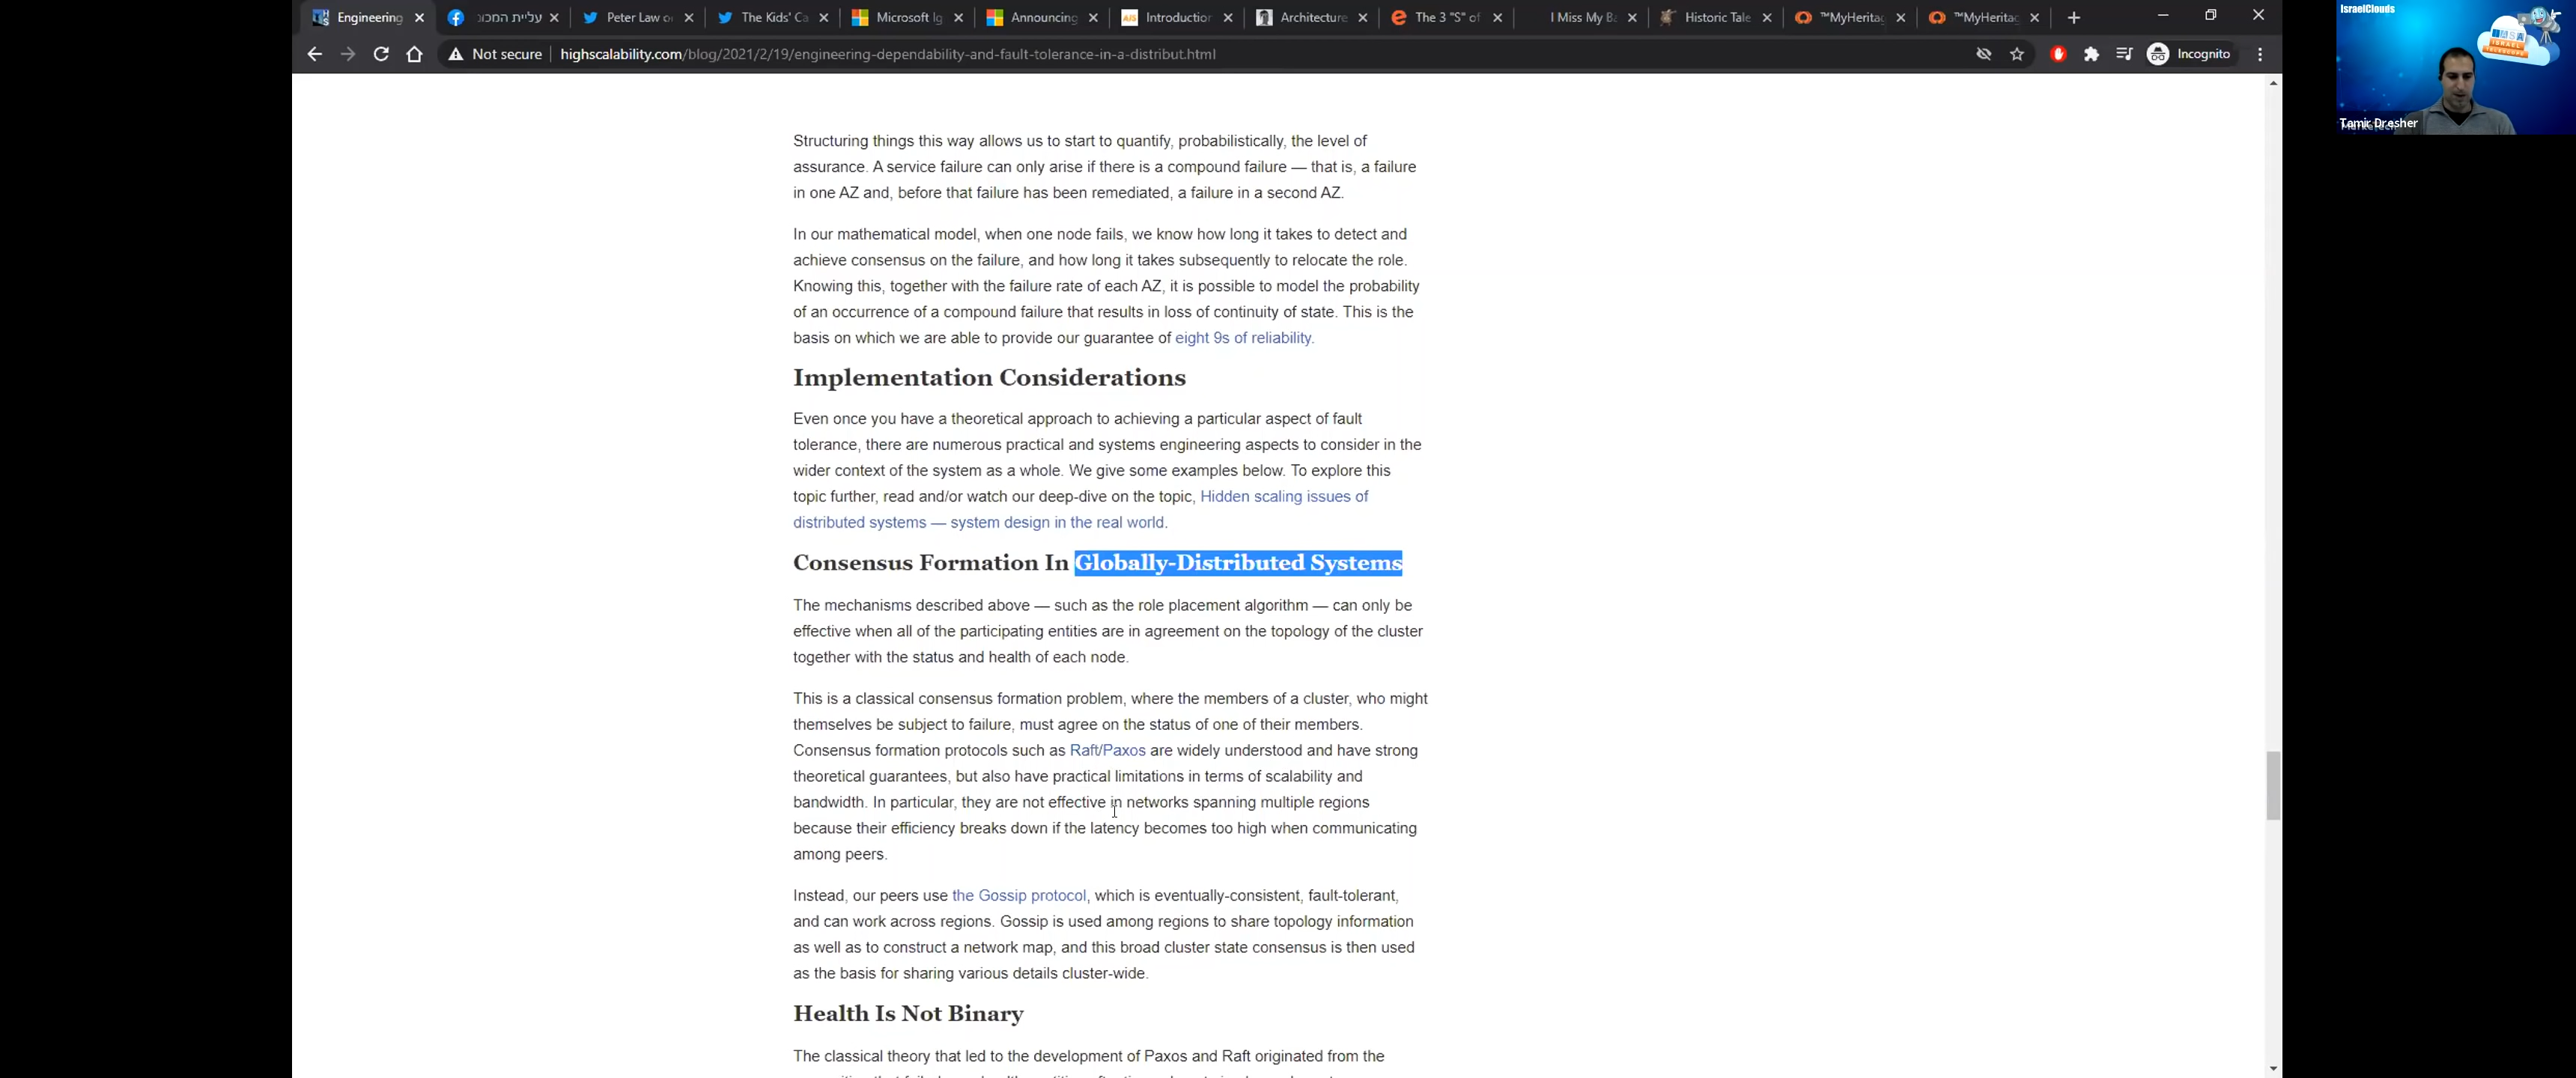 Engineering
עליית המכונ
Peter Law or
The Kids' Ca
Microsoft Ig
Announcing
Introduction
Architecture
The 3 "S" of
I Miss My Ba
Historic Tale
™MyHeritag
™MyHeritag
Not secure
highscalability.com/blog/2021/2/19/engineering-dependability-and-fault-tolerance-in-a-distribut.html
Incognito
IsraelClouds
ISRAEL
Tamir Dresher
Structuring things this way allows us to start to quantify, probabilistically, the level of
assurance. A service failure can only arise if there is a compound failure — that is, a failure
in one AZ and, before that failure has been remediated, a failure in a second AZ.
In our mathematical model, when one node fails, we know how long it takes to detect and
achieve consensus on the failure, and how long it takes subsequently to relocate the role.
Knowing this, together with the failure rate of each AZ, it is possible to model the probability
of an occurrence of a compound failure that results in loss of continuity of state. This is the
basis on which we are able to provide our guarantee of eight 9s of reliability.
Implementation Considerations
Even once you have a theoretical approach to achieving a particular aspect of fault
tolerance, there are numerous practical and systems engineering aspects to consider in the
wider context of the system as a whole. We give some examples below. To explore this
topic further, read and/or watch our deep-dive on the topic, Hidden scaling issues of
distributed systems — system design in the real world.
Consensus Formation In Globally-Distributed Systems
The mechanisms described above — such as the role placement algorithm — can only be
effective when all of the participating entities are in agreement on the topology of the cluster
together with the status and health of each node.
This is a classical consensus formation problem, where the members of a cluster, who might
themselves be subject to failure, must agree on the status of one of their members.
Consensus formation protocols such as Raft/Paxos are widely understood and have strong
theoretical guarantees, but also have practical limitations in terms of scalability and
bandwidth. In particular, they are not effective in networks spanning multiple regions
because their efficiency breaks down if the latency becomes too high when communicating
among peers.
Instead, our peers use the Gossip protocol, which is eventually-consistent, fault-tolerant,
and can work across regions. Gossip is used among regions to share topology information
as well as to construct a network map, and this broad cluster state consensus is then used
as the basis for sharing various details cluster-wide.
Health Is Not Binary
The classical theory that led to the development of Paxos and Raft originated from the